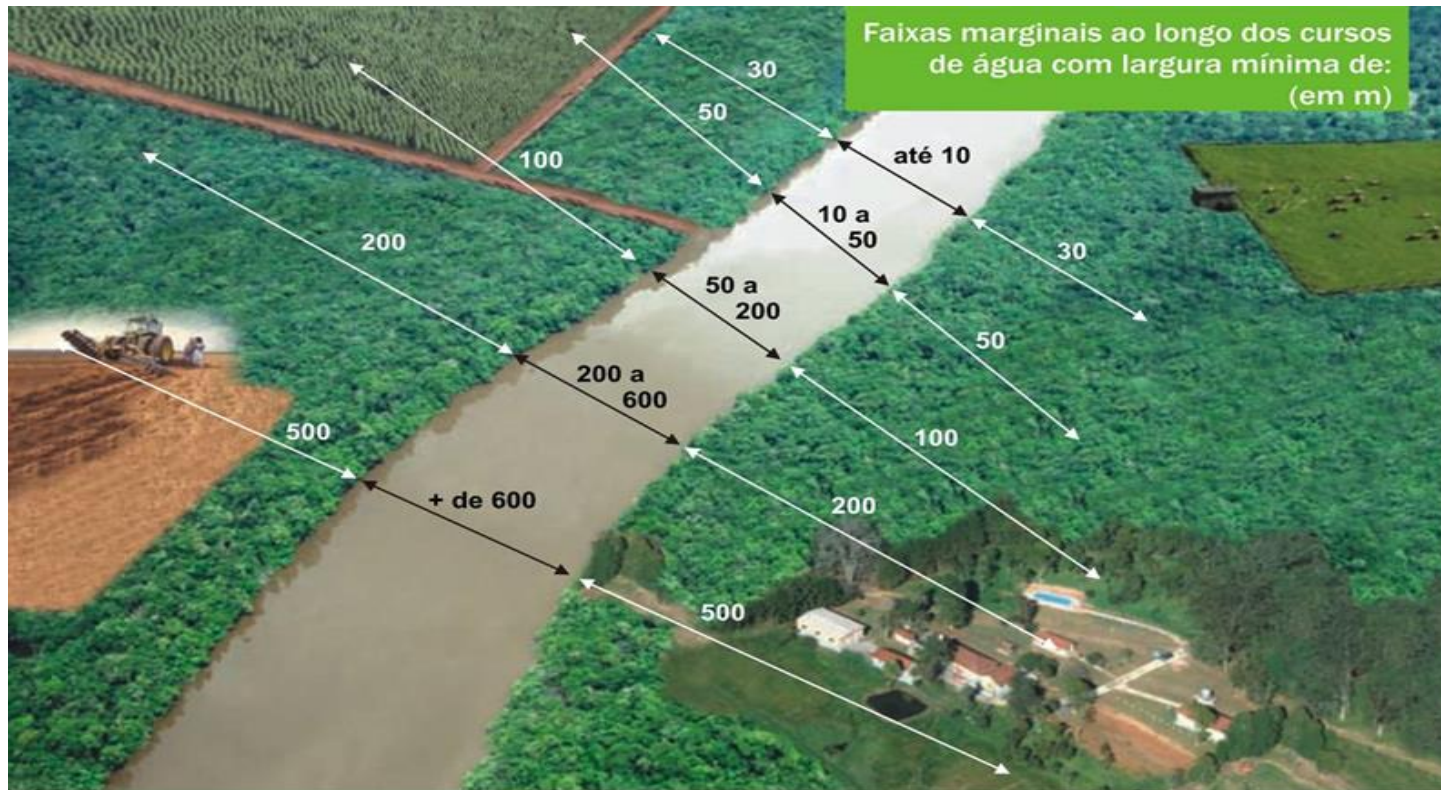 Faixas marginais ao longo dos cursos
de água com largura mínima de:
(em m)
30
50
até 10
100
10 a
50
30
200
50 a
200
50
200 a
600
500
100
+ de 600
200
500